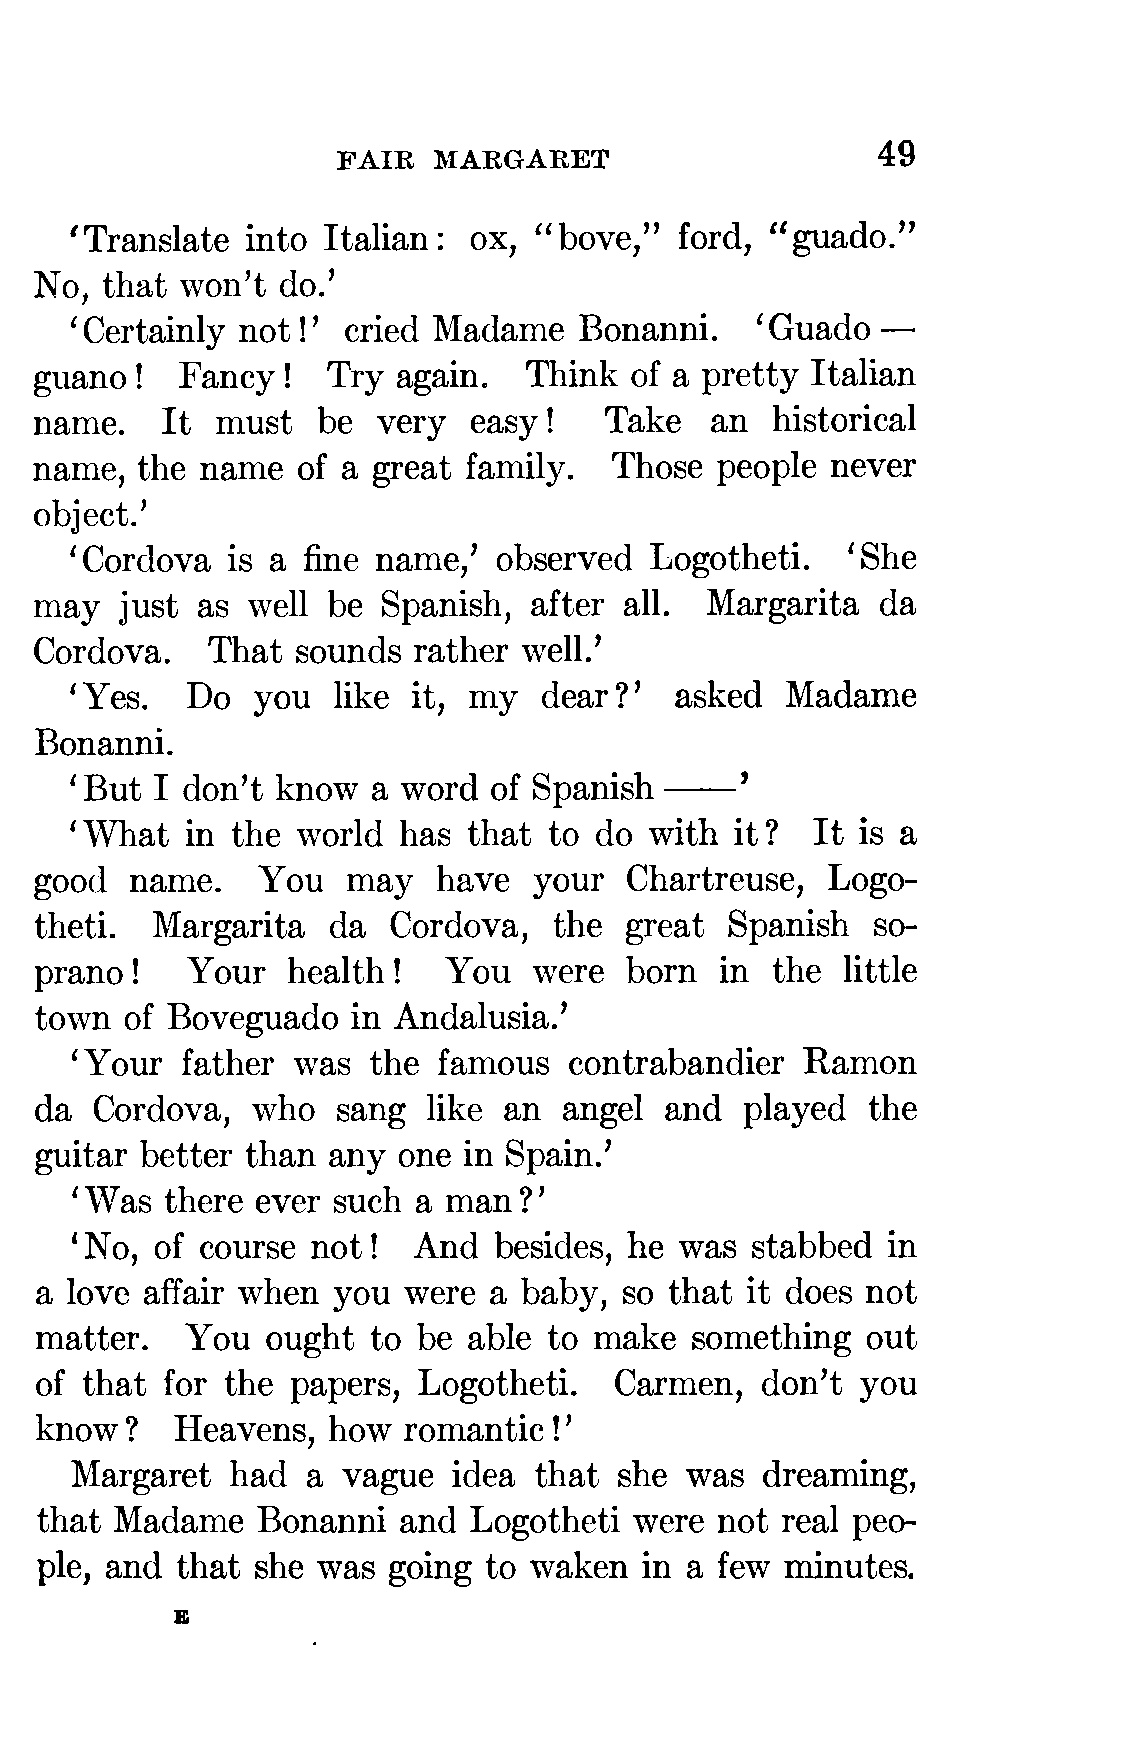 FAIR MARGARET 49
'Translate into Italian: ox, "bove," ford, "guado."
No, that won't do.'
'Certainly not!' cried Madame Bonanni. 'Guado —
guano! Fancy! Try again. Think of a pretty Italian
name. It must be very easy! Take an historical
name, the name of a great family. Those people never
object.'
'Cordova is a fine name,' observed Logotheti. 'She
may just as well be Spanish, after all. Margarita da
Cordova. That sounds rather well.'
'Yes. Do you like it, my dear?' asked Madame
Bonanni.
'But I don't know a word of Spanish ——'
'What in the world has that to do with it? It is a
good name. You may have your Chartreuse, Logo-
theti. Margarita da Cordova, the great Spanish so-
prano! Your health! You were born in the little
town of Boveguado in Andalusia.'
'Your father was the famous contrabandier Ramon
da Cordova, who sang like an angel and played the
guitar better than any one in Spain.'
'Was there ever such a man?'
'No, of course not! And besides, he was stabbed in
a love affair when you were a baby, so that it does not
matter. You ought to be able to make something out
of that for the papers, Logotheti. Carmen, don't you
know? Heavens, how romantic!'
Margaret had a vague idea that she was dreaming,
that Madame Bonanni and Logotheti were not real peo-
ple, and that she was going to waken in a few minutes.
E